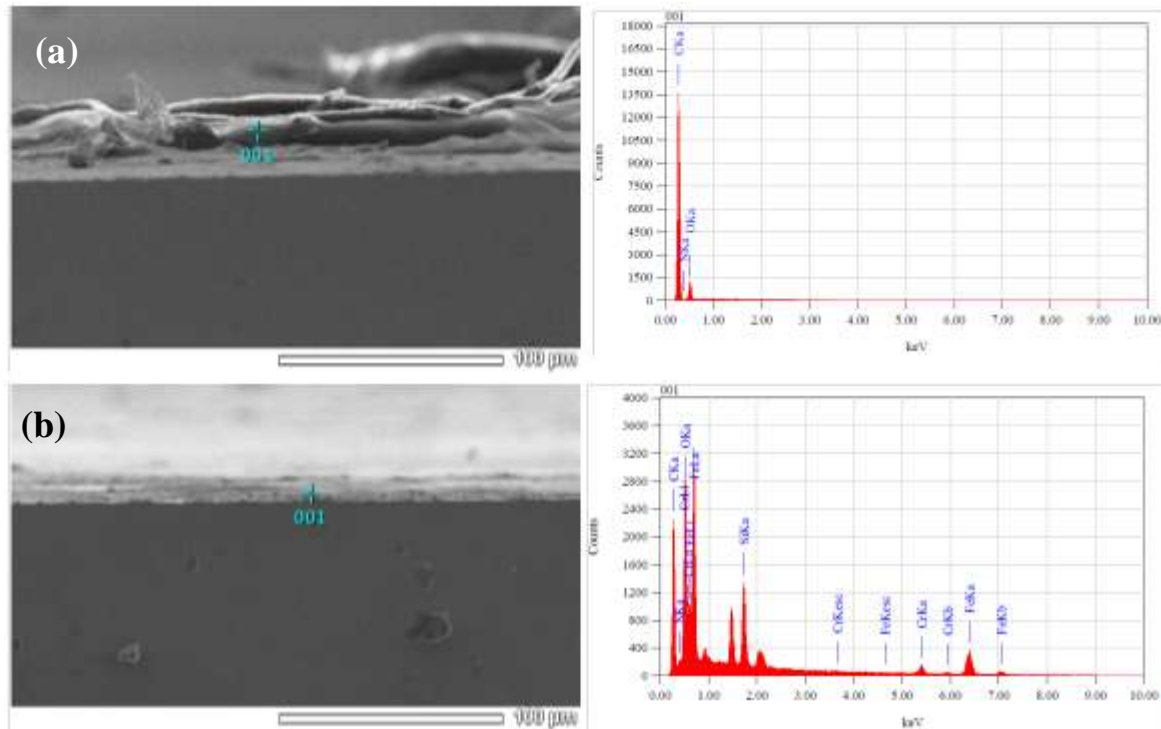 (a)
001
100 μm
001
18000
16500
15000
13500
12000
10500
9000
7500
6000
4500
3000
1500
0
Counts
CKa
NKa
OKa
0.00 1.00 2.00 3.00 4.00 5.00 6.00 7.00 8.00 9.00 10.00
keV
(b)
001
100 μm
001
4000
3600
3200
2800
2400
2000
1600
1200
800
400
0
Counts
CKa
NKa
OKa
FeLa
SiKa
CrKesc
FeKesc
CrKa
CrKb
FeKa
FeKb
0.00 1.00 2.00 3.00 4.00 5.00 6.00 7.00 8.00 9.00 10.00
keV